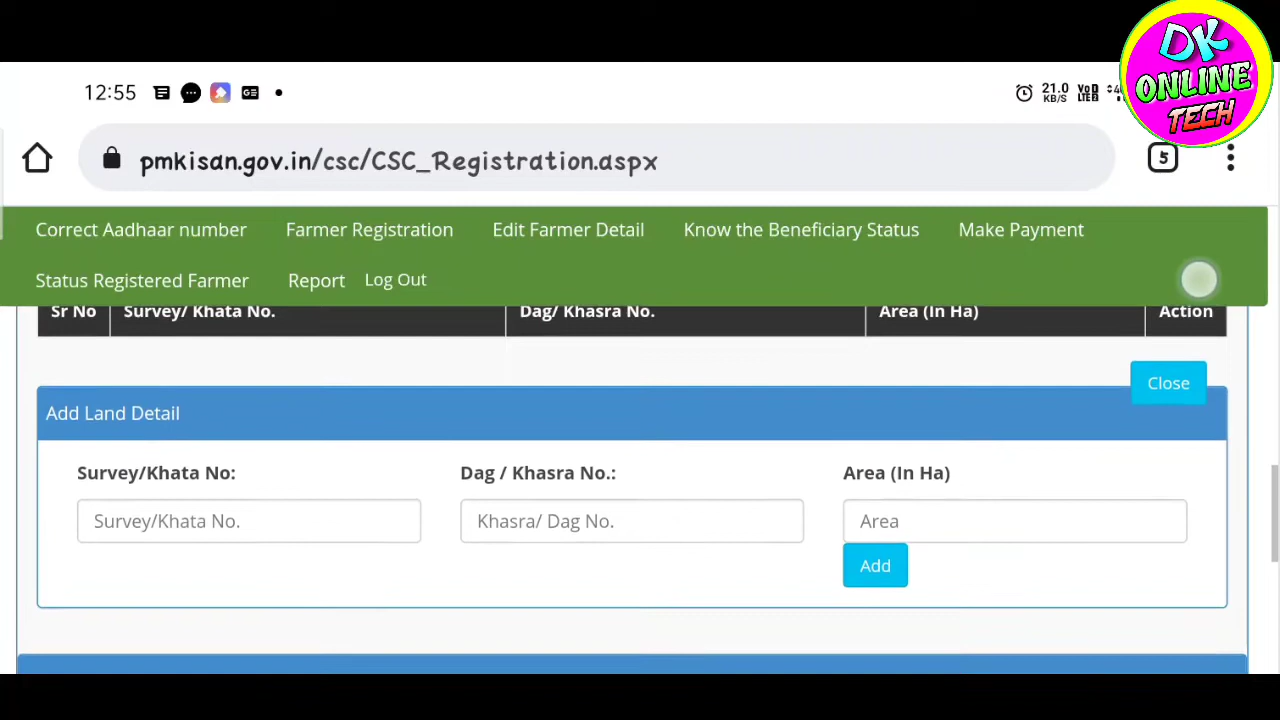 DK
ONLINE
TECH
12:55
21.0
KB/S
VoD
LTE2
pmkisan.gov.in/csc/CSC_Registration.aspx
5
Correct Aadhaar number Farmer Registration Edit Farmer Detail Know the Beneficiary Status Make Payment
Status Registered Farmer Report Log Out
Sr No Survey/ Khata No. Dag/ Khasra No. Area (In Ha) Action
Close
Add Land Detail
Survey/Khata No: Dag / Khasra No.: Area (In Ha)
Survey/Khata No. Khasra/ Dag No. Area
Add